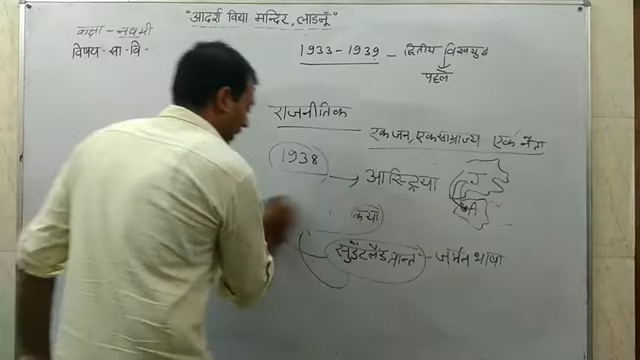 "आदर्श विद्या मन्दिर, लाडनूँ"
कक्षा - नवमी
विषय - सा. वि -
1933 - 1939 - द्वितीय विश्वयुद्ध
पहले
राजनीतिक
एक जन, एक साम्राज्य एक नेता
1938
आस्ट्रिया
A
कया
सुडेटलैंड प्रान्त - जर्मन भाषा